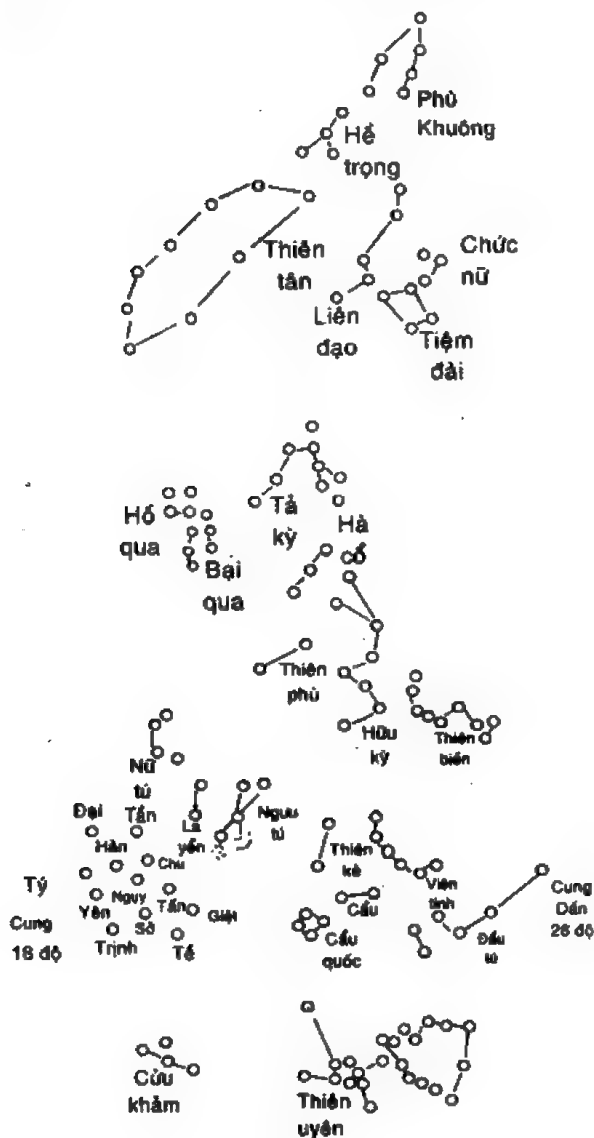 Phù
Khuông
Hề
trọng
Thiên
tân
Chức
nữ
Liên
đạo
Tiệm
đài
Hồ
qua
Bại
qua
Tả
kỳ
Hà
cổ
Thiên
phù
Hữu
kỳ
Thiên
biền
Nữ
tú
Đại
Tần
La
yển
Ngưu
tú
Hàn
Chu
Thiên
kê
Viên
tinh
Tý
Cung
18 độ
Yên
Ngụy
Tấn
Sở
Giệt
Trịnh
Tề
Cẩu
Cẩu
quốc
Đẩu
tú
Cung
Dần
26 độ
Cửu
khảm
Thiên
uyên